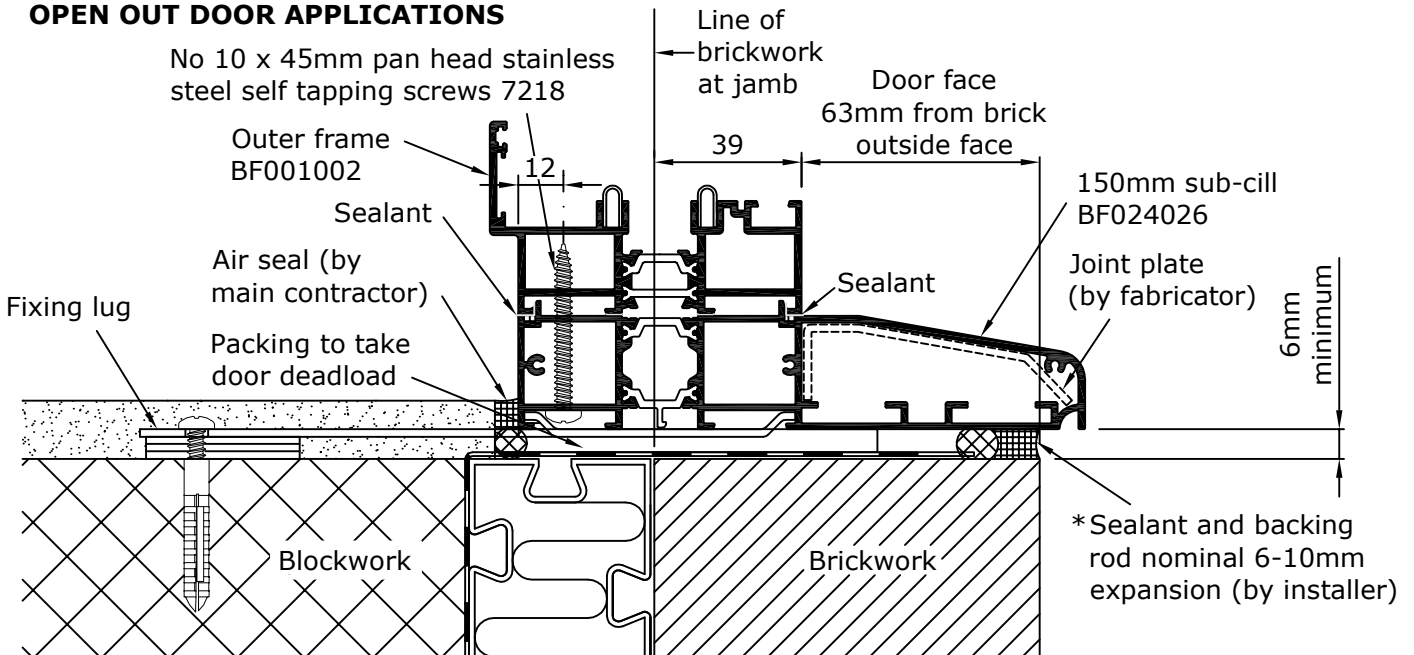 OPEN OUT DOOR APPLICATIONS
No 10 x 45mm pan head stainless
steel self tapping screws 7218
Line of
brickwork
at jamb
Door face
63mm from brick
outside face
Outer frame
BF001002
12
39
150mm sub-cill
BF024026
Sealant
Air seal (by
main contractor)
Sealant
Joint plate
(by fabricator)
Fixing lug
Packing to take
door deadload
6mm
minimum
*Sealant and backing
rod nominal 6-10mm
expansion (by installer)
Blockwork
Brickwork